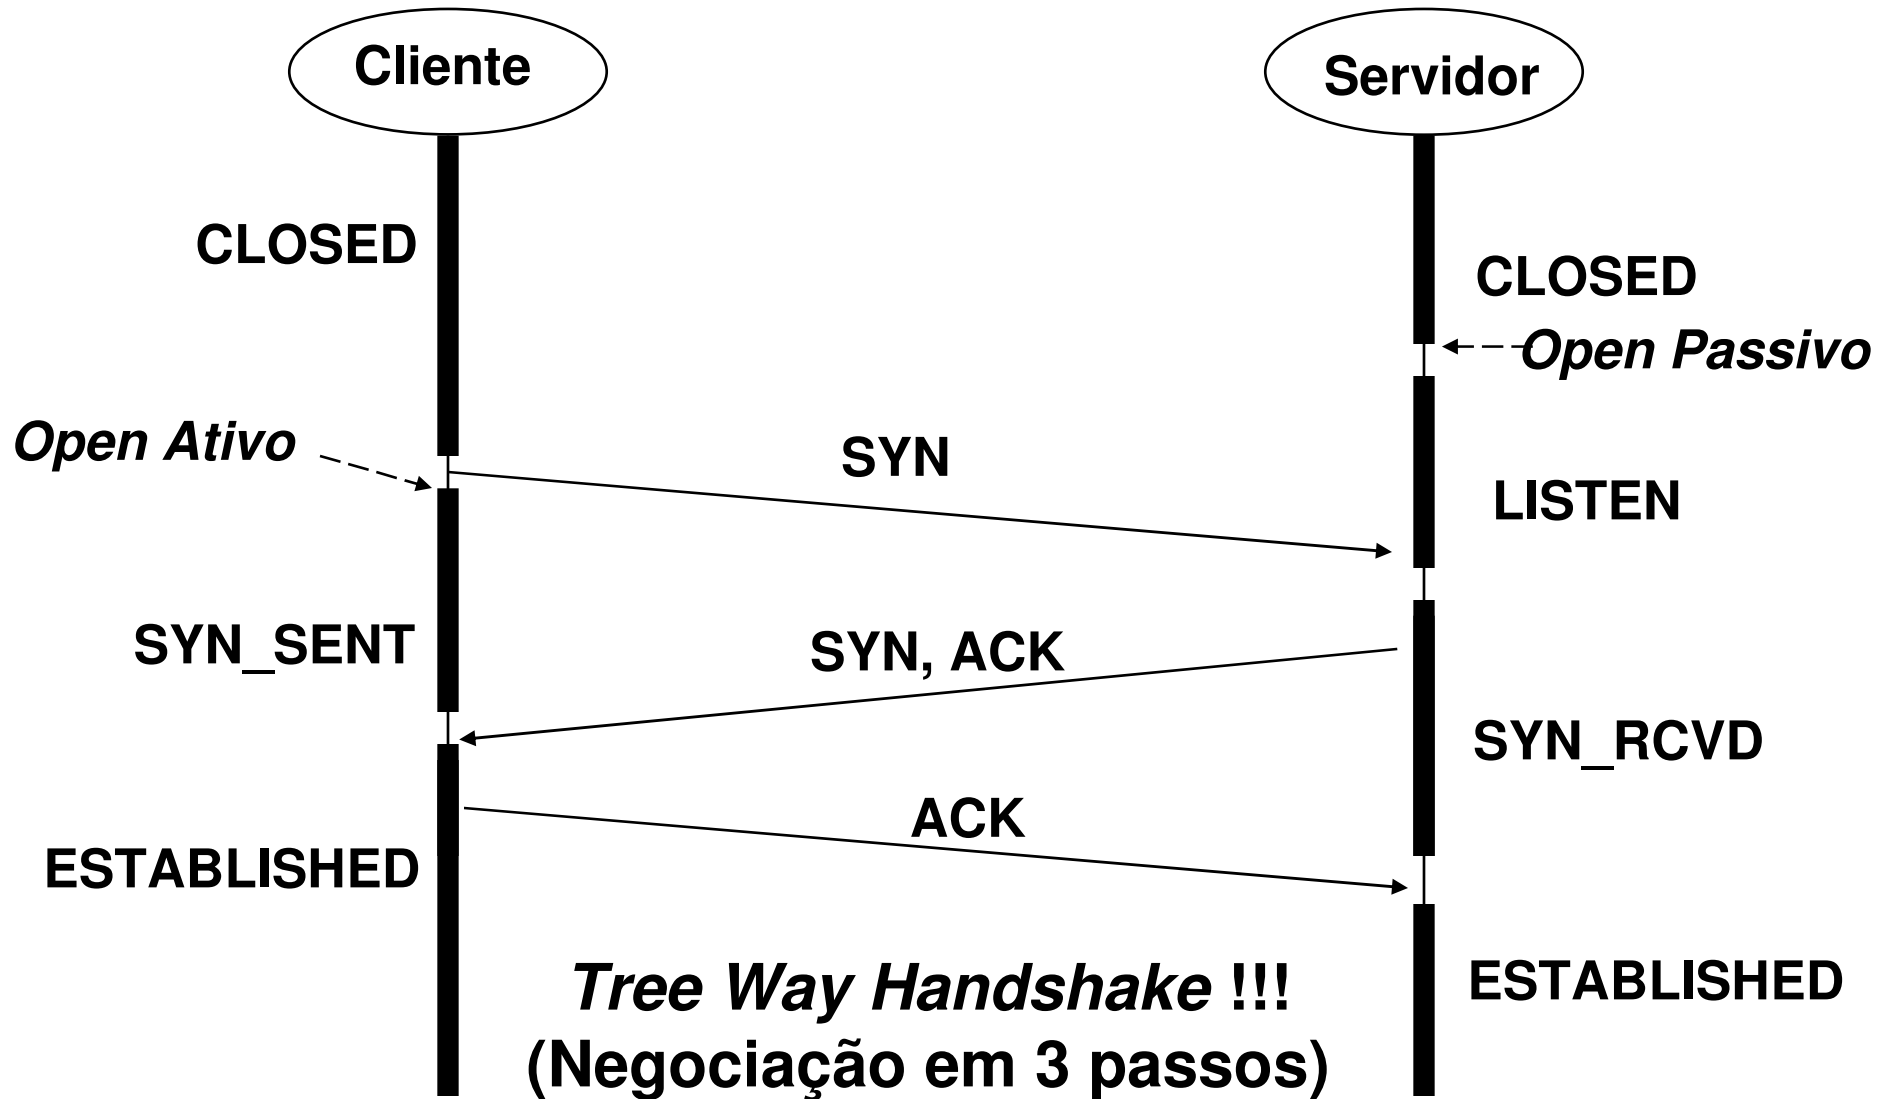 Cliente
Servidor
CLOSED
CLOSED
Open Passivo
Open Ativo
SYN
LISTEN
SYN_SENT
SYN, ACK
SYN_RCVD
ACK
ESTABLISHED
ESTABLISHED
Tree Way Handshake !!!
(Negociação em 3 passos)